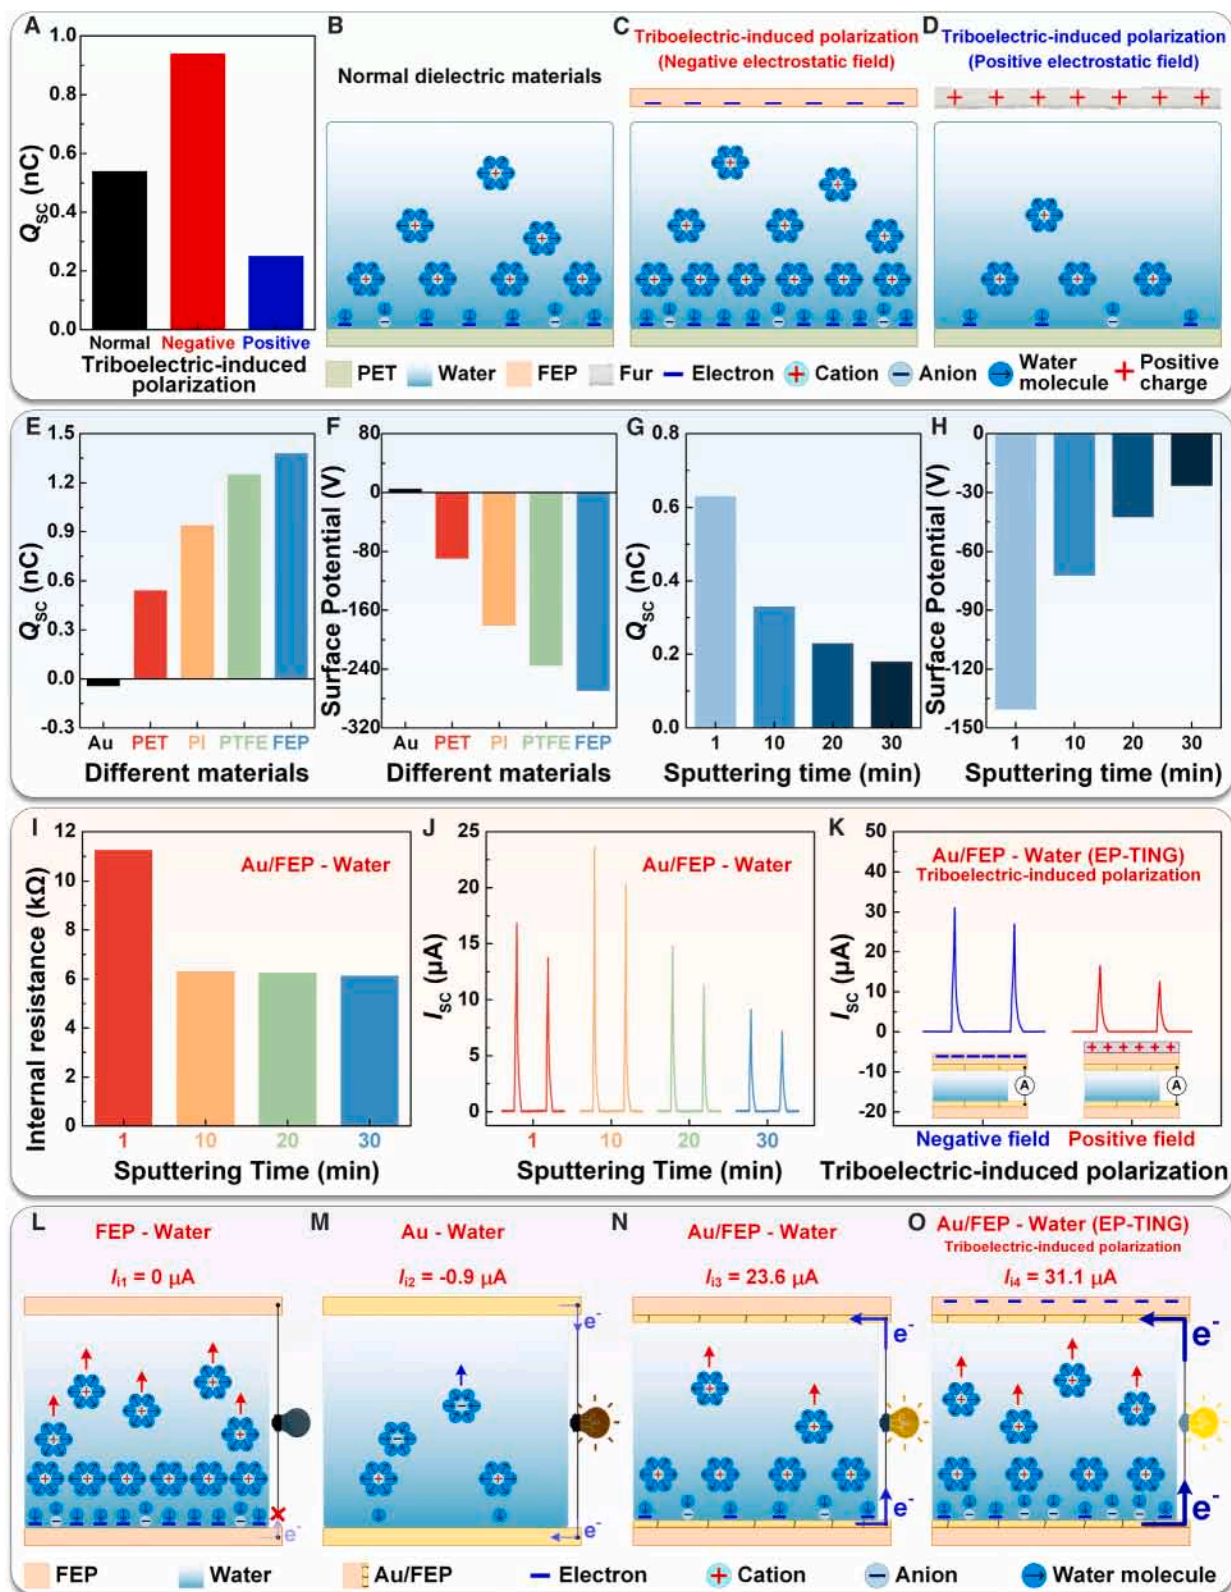 A
1.0
0.8
0.6
0.4
0.2
0.0
Q_SC (nC)
Normal Negative Positive
Triboelectric-induced
polarization
B
Normal dielectric materials
C
Triboelectric-induced polarization
(Negative electrostatic field)
D
Triboelectric-induced polarization
(Positive electrostatic field)
PET Water FEP Fur Electron Cation Anion Water molecule Positive charge
E
1.5
1.2
0.9
0.6
0.3
0.0
-0.3
Q_SC (nC)
Au PET PI PTFE FEP
Different materials
F
80
0
-80
-160
-240
-320
Surface Potential (V)
Au PET PI PTFE FEP
Different materials
G
0.8
0.6
0.4
0.2
0.0
Q_SC (nC)
1 10 20 30
Sputtering time (min)
H
0
-30
-60
-90
-120
-150
Surface Potential (V)
1 10 20 30
Sputtering time (min)
I
12
10
8
6
4
2
0
Internal resistance (kΩ)
Au/FEP - Water
1 10 20 30
Sputtering Time (min)
J
25
20
15
10
5
0
I_SC (μA)
Au/FEP - Water
1 10 20 30
Sputtering Time (min)
K
50
40
30
20
10
0
-10
-20
I_SC (μA)
Au/FEP - Water (EP-TING)
Triboelectric-induced polarization
A
A
Negative field Positive field
Triboelectric-induced polarization
L
FEP - Water
I_i1 = 0 μA
e-
M
Au - Water
I_i2 = -0.9 μA
e-
e-
N
Au/FEP - Water
I_i3 = 23.6 μA
e-
e-
O
Au/FEP - Water (EP-TING)
Triboelectric-induced polarization
I_i4 = 31.1 μA
e-
e-
FEP Water Au/FEP Electron Cation Anion Water molecule